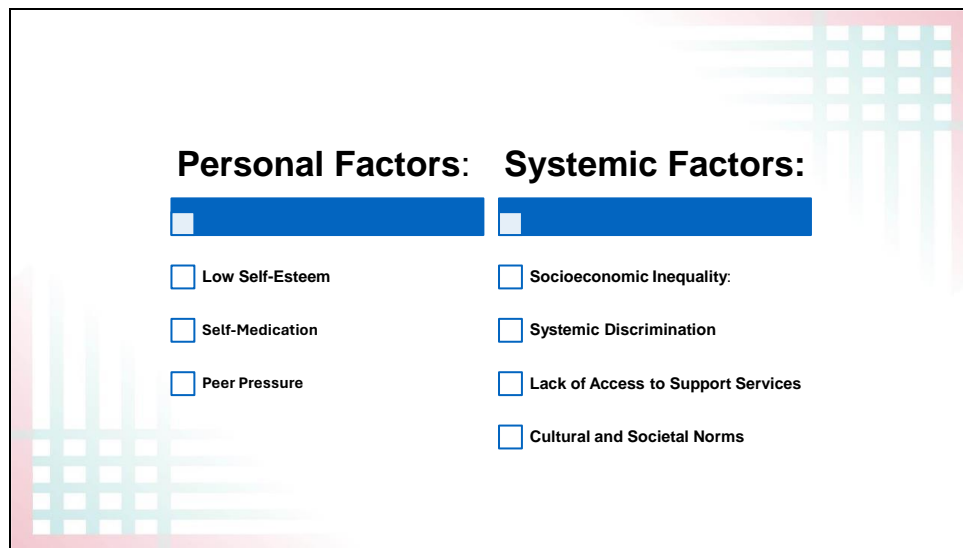 Personal Factors:
Low Self-Esteem
Self-Medication
Peer Pressure
Systemic Factors:
Socioeconomic Inequality:
Systemic Discrimination
Lack of Access to Support Services
Cultural and Societal Norms